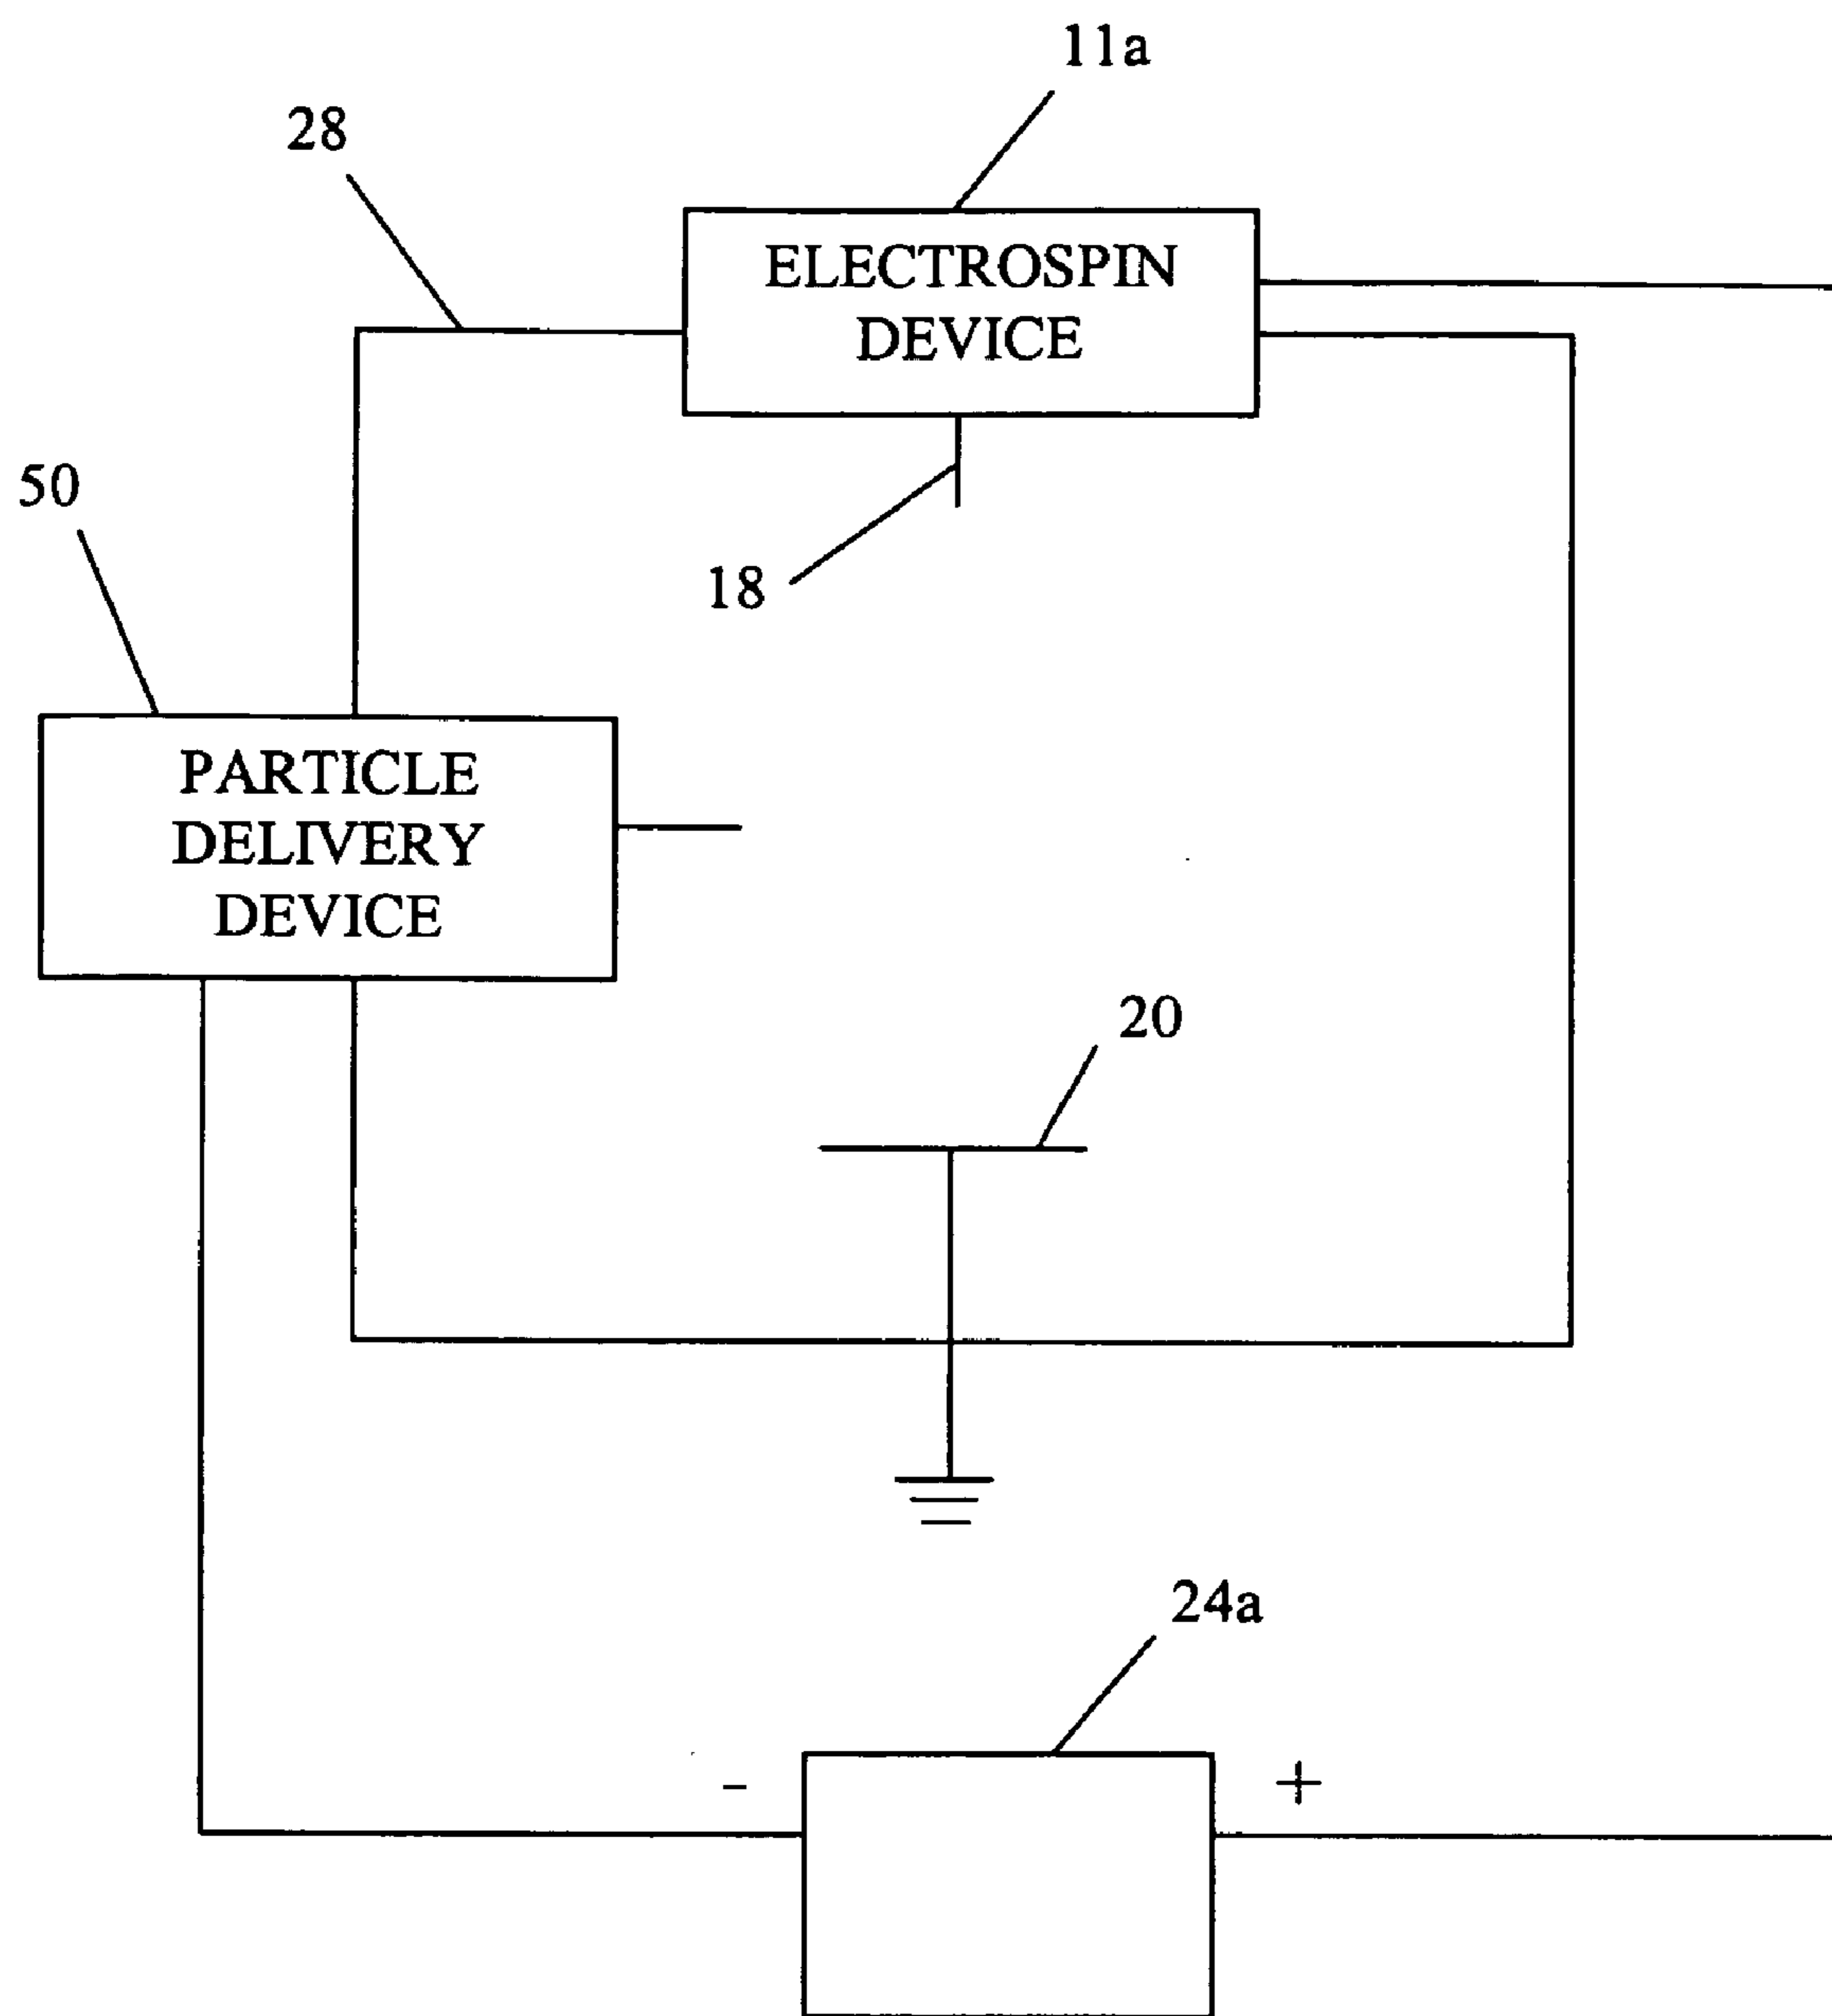 11a
28
ELECTROSPIN
DEVICE
50
18
PARTICLE
DELIVERY
DEVICE
20
24a
- +